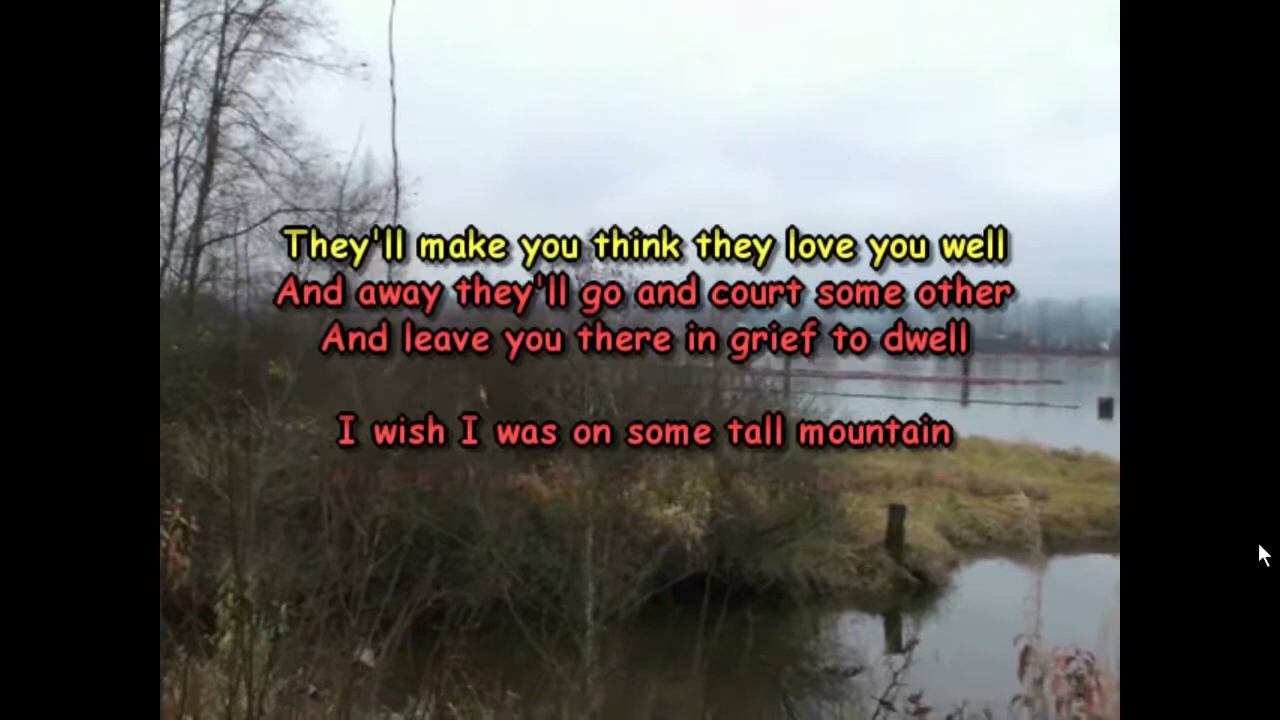 They'll make you think they love you well
And away they'll go and court some other
And leave you there in grief to dwell
I wish I was on some tall mountain